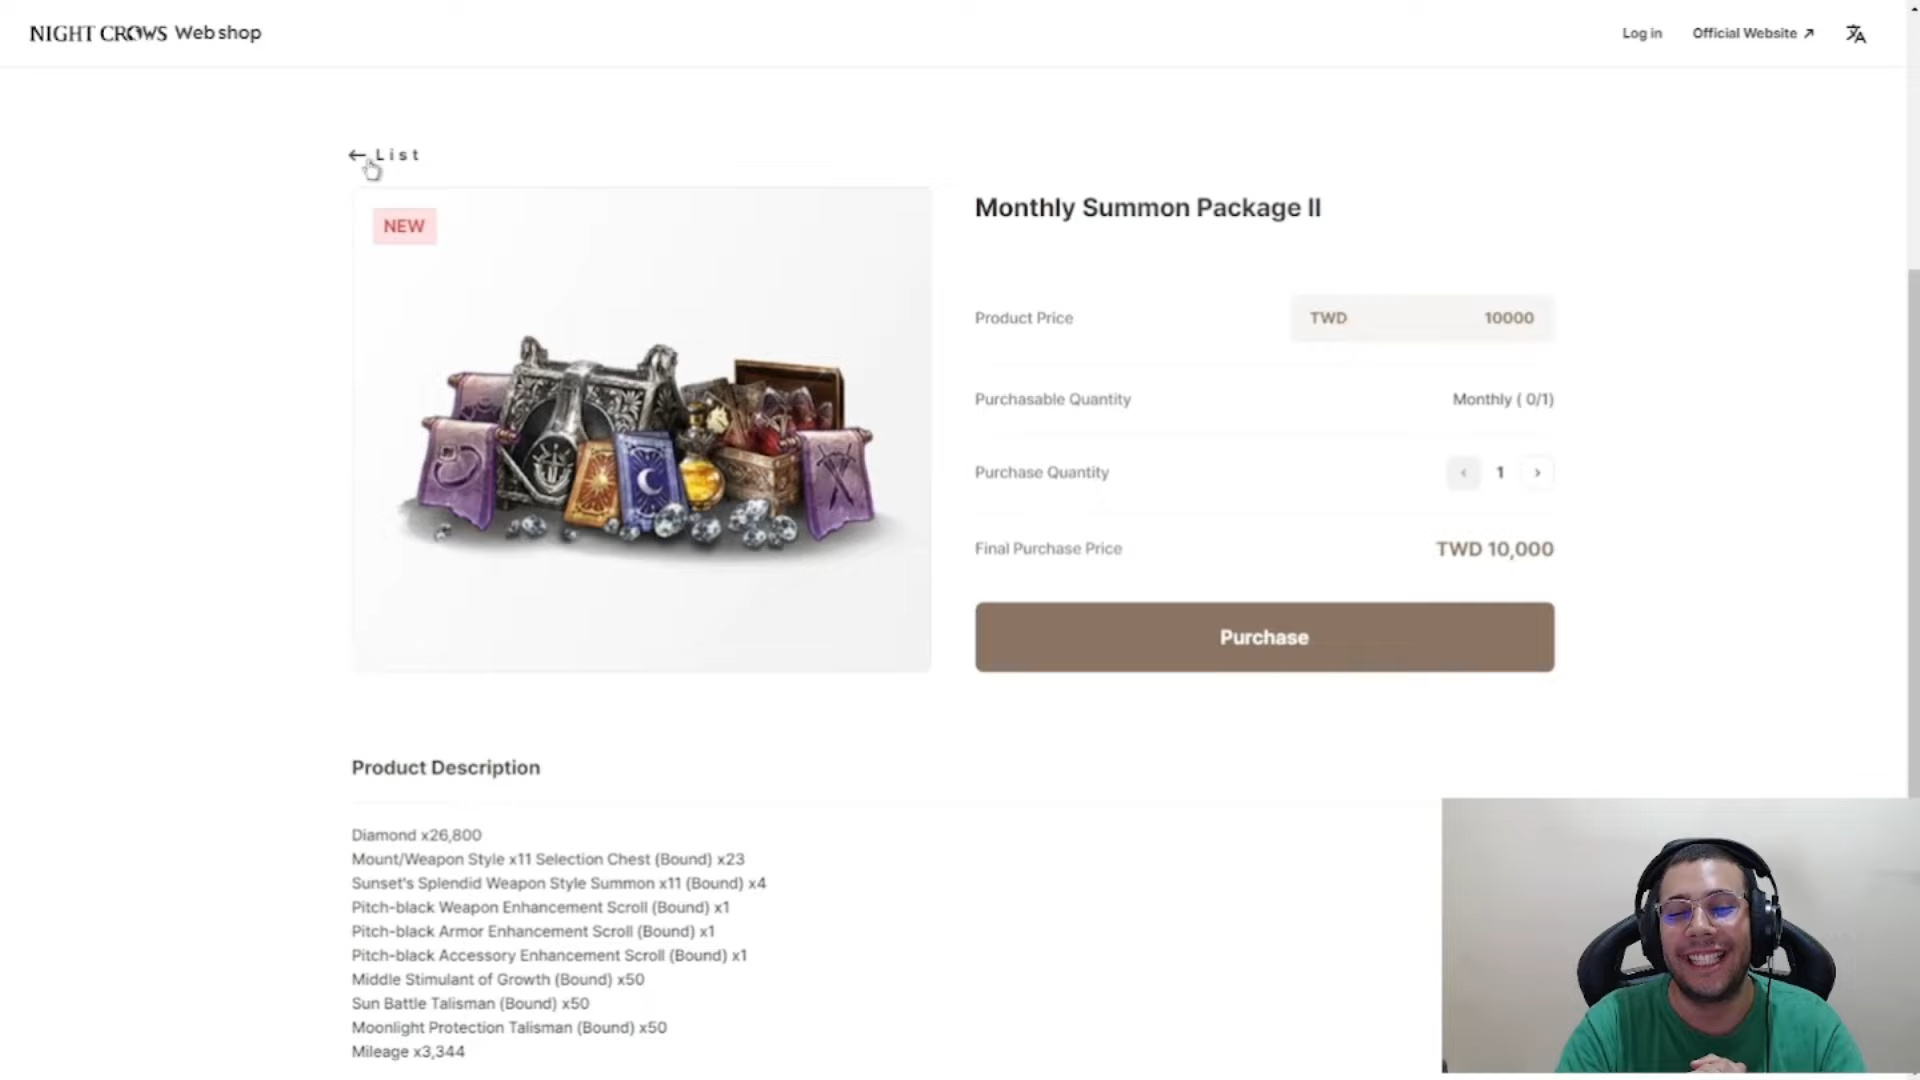 NIGHT CROWS Web shop
Log in
Official Website
List
NEW
Monthly Summon Package II
Product Price
TWD 10000
Purchasable Quantity
Monthly ( 0/1)
Purchase Quantity
1
Final Purchase Price
TWD 10,000
Purchase
Product Description
Diamond x26,800
Mount/Weapon Style x11 Selection Chest (Bound) x23
Sunset's Splendid Weapon Style Summon x11 (Bound) x4
Pitch-black Weapon Enhancement Scroll (Bound) x1
Pitch-black Armor Enhancement Scroll (Bound) x1
Pitch-black Accessory Enhancement Scroll (Bound) x1
Middle Stimulant of Growth (Bound) x50
Sun Battle Talisman (Bound) x50
Moonlight Protection Talisman (Bound) x50
Mileage x3,344